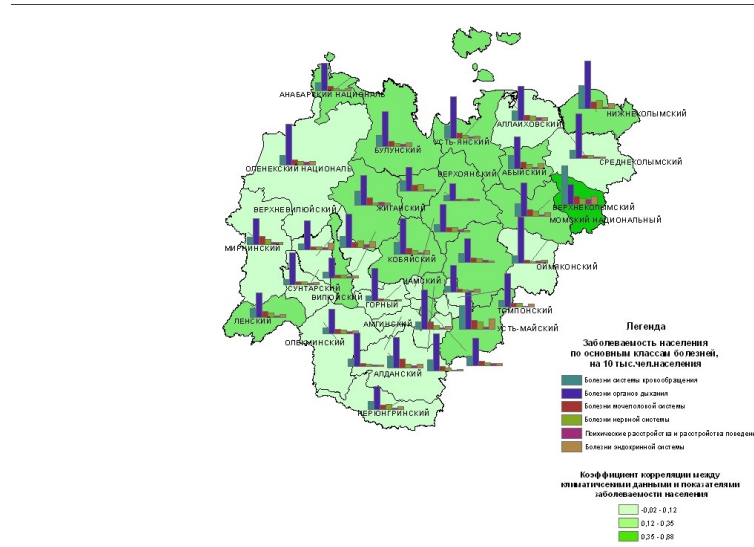 АНАБАРСКИЙ НАЦИОНАЛЬ
НИЖНЕКОЛЫМСКИЙ
АЛЛАИХОВСКИЙ
УСТЬ-ЯНСКИЙ
БУЛУНСКИЙ
СРЕДНЕКОЛЫМСКИЙ
ОЛЕНЕКСКИЙ НАЦИОНАЛЬ
АБЫЙСКИЙ
ВЕРХОЯНСКИЙ
ЖИГАНСКИЙ
ВЕРХНЕКОЛЫМСКИЙ
ВЕРХНЕВИЛЮЙСКИЙ
МОМСКИЙ НАЦИОНАЛЬНЫЙ
МИРНИНСКИЙ
КОБЯЙСКИЙ
ОЙМЯКОНСКИЙ
НАМСКИЙ
СУНТАРСКИЙ
ВИЛЮЙСКИЙ
ГОРНЫЙ
ТОМПОНСКИЙ
ЛЕНСКИЙ
АМГИНСКИЙ
УСТЬ-МАЙСКИЙ
ОЛЕКМИНСКИЙ
АЛДАНСКИЙ
НЕРЮНГРИНСКИЙ
Легенда
Заболеваемость населения
по основным классам болезней,
на 10 тыс.чел.населения
Болезни системы кровообращения
Болезни органов дыхания
Болезни мочеполовой системы
Болезни нервной системы
Психические расстройства и расстройства поведен
Болезни эндокринной системы
Коэффициент корреляции между
климатическими данными и показателями
заболеваемости населения
-0,02 - 0,12
0,12 - 0,35
0,35 - 0,88